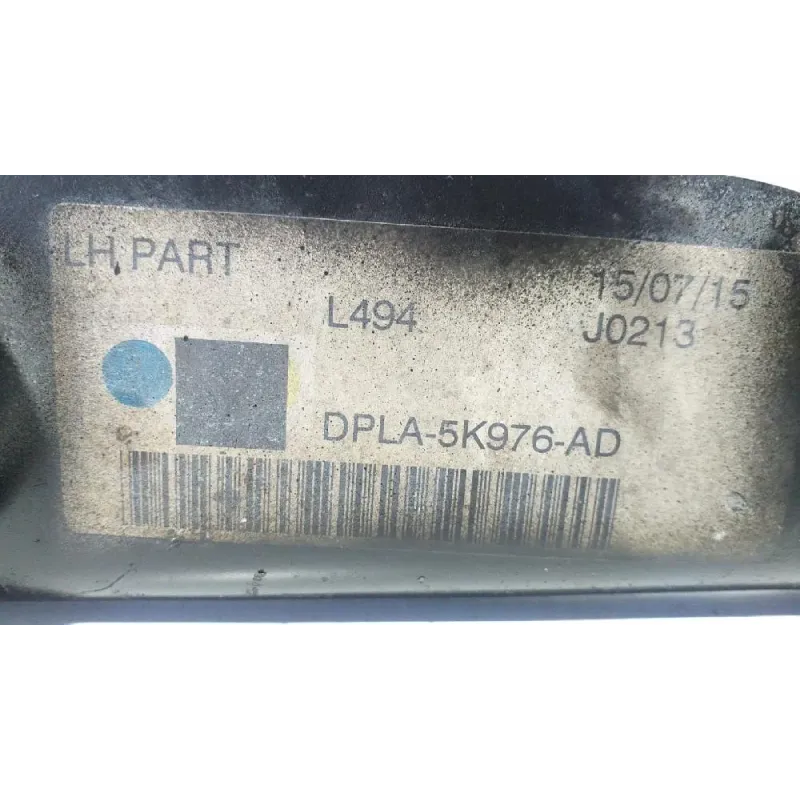 LH PART
15/07/15
L494
J0213
DPLA-5K976-AD